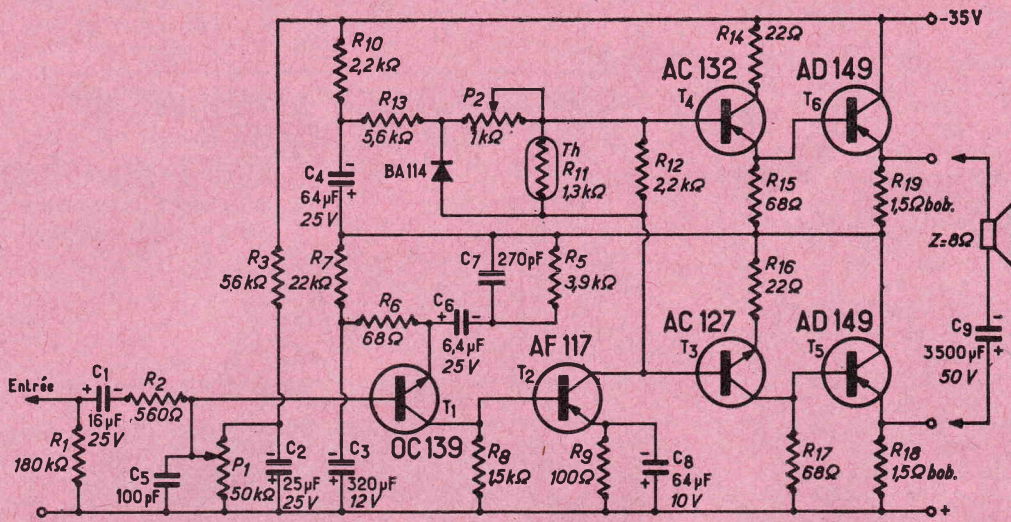 -35V
R14
22Ω
R10
2,2kΩ
AC 132
AD 149
T4
T6
R13
5,6kΩ
P2
1kΩ
Th
R11
1,3kΩ
R12
2,2kΩ
BA114
C4
-
64µF
+
25V
R15
68Ω
R19
1,5Ω bob.
Z=8Ω
R3
56kΩ
R7
22kΩ
C7
270pF
R5
3,9kΩ
R16
22Ω
R6
68Ω
C6
+ -
6,4µF
25V
AC 127
AD 149
T3
T5
C9
-
+
3500µF
50V
AF 117
T2
Entrée
C1
+ -
16µF
25V
R2
560Ω
T1
OC 139
R1
180kΩ
C5
100pF
P1
50kΩ
C2
-
+
25µF
25V
C3
-
+
320µF
12V
R8
1,5kΩ
R9
100Ω
C8
-
+
64µF
10V
R17
68Ω
R18
1,5Ω bob.
+